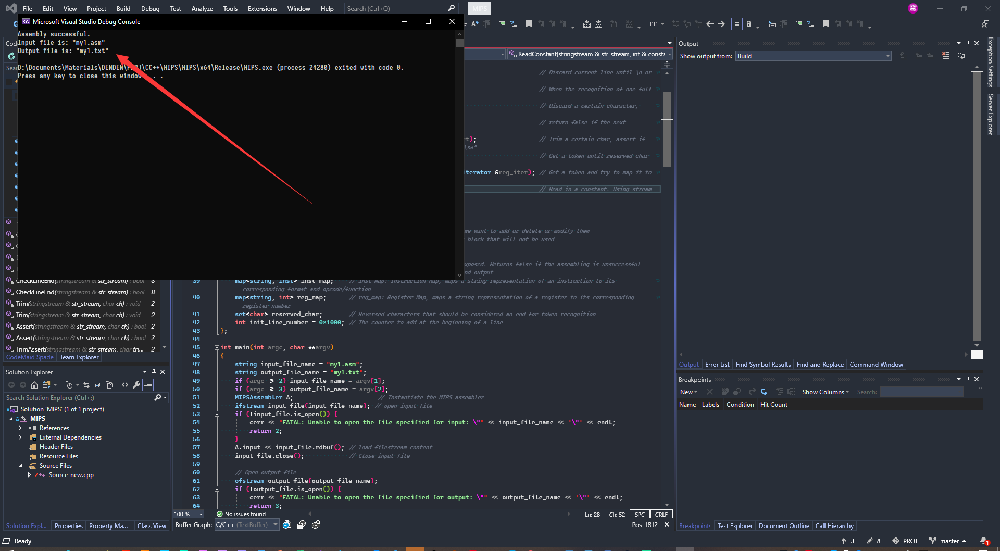 File Edit View Project Build Debug Test Analyze Tools Extensions Window Help Search (Ctrl+Q) MIPS
Microsoft Visual Studio Debug Console
Assembly successful.
Input file is: "my1.asm"
Output file is: "my1.txt"
D:\Documents\Materials\DENDEN\PROJ\CC++\MIPS\MIPS\x64\Release\MIPS.exe (process 24280) exited with code 0.
Press any key to close this window . . .
ReadConstant(stringstream & str_stream, int & consta
// Discard current line until \n or
// When the recognition of one full
// Discard a certain character,
// return false if the next
rt); // Trim a certain char, assert if
\s*"
// Get a token until reserved char
iterator &reg_iter); // Get a token and try to map it to
// Read in a constant. Using stream
we want to add or delete or modify them
block that will not be used
xposed. Returns false if the assembling is unsuccessful
nd output
39 map<string, inst> inst_map; // inst_map: Instruction Map, maps a string representation of an instruction to its
corresponding format and opcode/function
40 map<string, int> reg_map; // reg_map: Register Map, maps a string representation of a register to its corresponding
register number
41 set<char> reserved_char; // Reversed characters that should be considered an end for token recognition
42 int init_line_number = 0x1000; // The counter to add at the beginning of a line
43 };
44
45 int main(int argc, char **argv)
46 {
47 string input_file_name = "my1.asm";
48 string output_file_name = "my1.txt";
49 if (argc ≥ 2) input_file_name = argv[1];
50 if (argc ≥ 3) output_file_name = argv[2];
51 MIPSAssembler A; // Instantiate the MIPS assembler
52 ifstream input_file(input_file_name); // open input file
53 if (!input_file.is_open()) {
54 cerr << "FATAL: Unable to open the file specified for input: \"" << input_file_name << '\"' << endl;
55 return 2;
56 }
57 A.input << input_file.rdbuf(); // load filestream content
58 input_file.close(); // Close input file
59
60 // Open output file
61 ofstream output_file(output_file_name);
62 if (!output_file.is_open()) {
63 cerr << "FATAL: Unable to open the file specified for output: \"" << output_file_name << '\"' << endl;
64 return 3;
100 % No issues found Ln: 28 Ch: 52 SPC CRLF
Buffer Graph: C/C++ (TextBuffer) Pos 1812
CheckLineEnd(stringstream & str_stream) : bool 8
CheckLineEnd(stringstream & str_stream) : bool 8
Trim(stringstream & str_stream, char ch) : void 2
Trim(stringstream & str_stream, char ch) : void 2
Assert(stringstream & str_stream, char ch) : bool 2
Assert(stringstream & str_stream, char ch) : bool 2
TrimAssert(stringstream & str_stream, char tri... 2
CodeMaid Spade Team Explorer
Solution Explorer
Search Solution Explorer (Ctrl+;)
Solution 'MIPS' (1 of 1 project)
MIPS
References
External Dependencies
Header Files
Resource Files
Source Files
Source_new.cpp
Solution Expl... Properties Property Ma... Class View
Output
Show output from: Build
Output Error List Find Symbol Results Find and Replace Command Window
Breakpoints
New Show Columns Search:
Name Labels Condition Hit Count
Breakpoints Test Explorer Document Outline Call Hierarchy
Exception Settings
Server Explorer
Ready 3 8 PROJ master 1